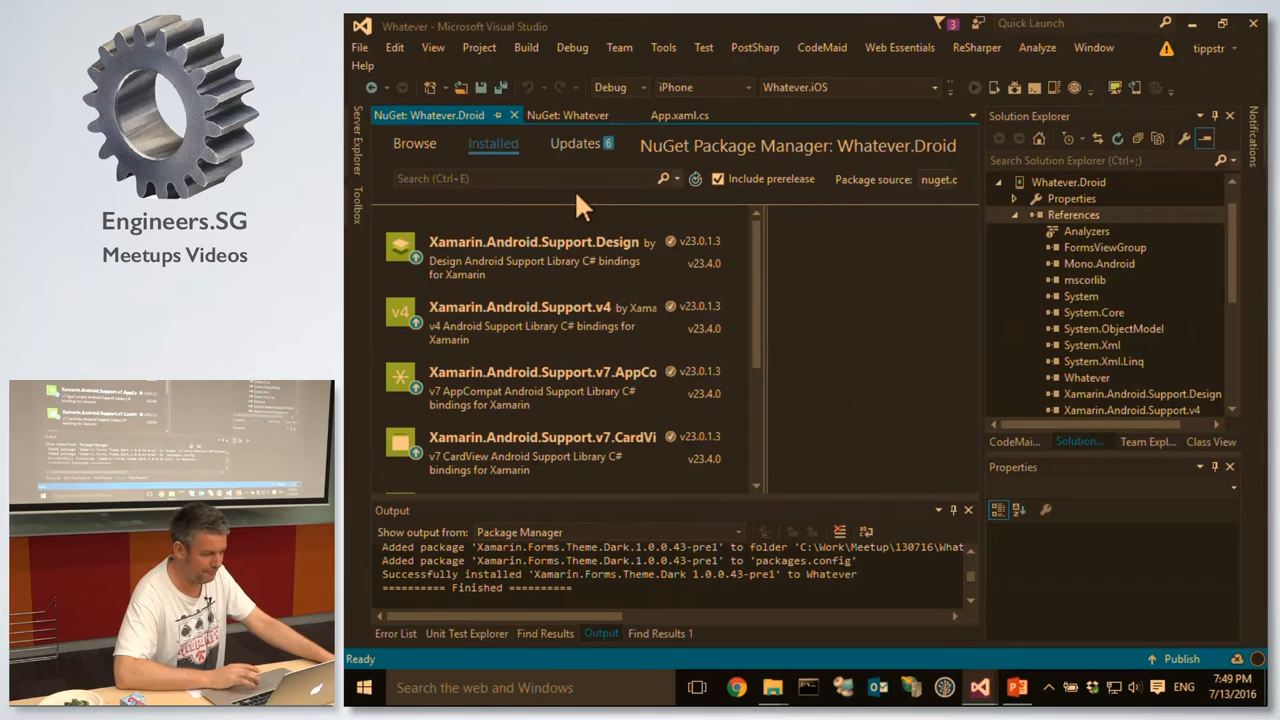 Engineers.SG
Meetups Videos
Whatever - Microsoft Visual Studio
3
Quick Launch
File Edit View Project Build Debug Team Tools Test PostSharp CodeMaid Web Essentials ReSharper Analyze Window
tippstr
Help
Debug
iPhone
Whatever.iOS
Server Explorer
Toolbox
Notifications
NuGet: Whatever.Droid
NuGet: Whatever
App.xaml.cs
Browse
Installed
Updates 6
NuGet Package Manager: Whatever.Droid
Search (Ctrl+E)
Include prerelease
Package source: nuget.c
Xamarin.Android.Support.Design by v23.0.1.3
Design Android Support Library C# bindings for Xamarin v23.4.0
v4
Xamarin.Android.Support.v4 by Xama v23.0.1.3
v4 Android Support Library C# bindings for Xamarin v23.4.0
Xamarin.Android.Support.v7.AppCo v23.0.1.3
v7 AppCompat Android Support Library C# bindings for Xamarin v23.4.0
Xamarin.Android.Support.v7.CardVi v23.0.1.3
v7 CardView Android Support Library C# bindings for Xamarin v23.4.0
Solution Explorer
Search Solution Explorer (Ctrl+;)
Whatever.Droid
Properties
References
Analyzers
FormsViewGroup
Mono.Android
mscorlib
System
System.Core
System.ObjectModel
System.Xml
System.Xml.Linq
Whatever
Xamarin.Android.Support.Design
Xamarin.Android.Support.v4
CodeMai... Solution... Team Expl... Class View
Properties
Output
Show output from: Package Manager
Added package 'Xamarin.Forms.Theme.Dark.1.0.0.43-pre1' to folder 'C:\Work\Meetup\130716\What
Added package 'Xamarin.Forms.Theme.Dark.1.0.0.43-pre1' to 'packages.config'
Successfully installed 'Xamarin.Forms.Theme.Dark 1.0.0.43-pre1' to Whatever
========== Finished ==========
Error List Unit Test Explorer Find Results Output Find Results 1
Ready
Publish
Search the web and Windows
ENG
7:49 PM
7/13/2016